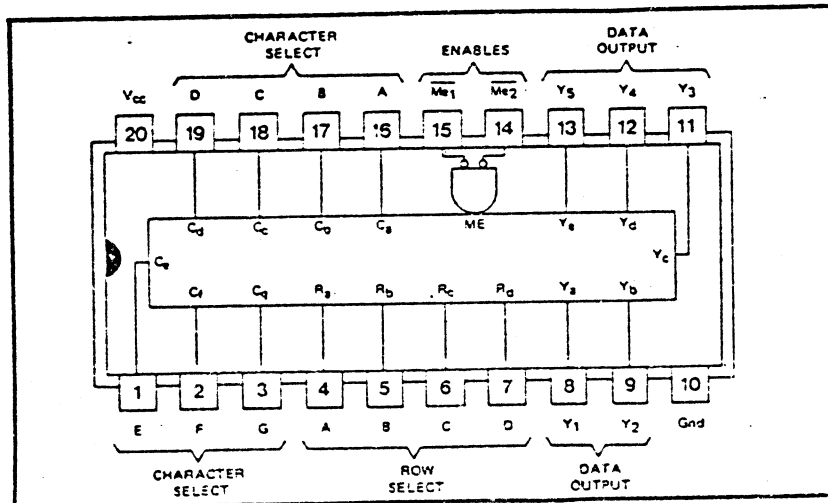 CHARACTER SELECT
ENABLES
DATA OUTPUT
Vcc D C B A Me1 Me2 Y5 Y4 Y3
20 19 18 17 16 15 14 13 12 11
Cd Cc Cb Ca ME Ye Yd
Ce Yc
Cf Cg Ra Rb Rc Rd Ya Yb
1 2 3 4 5 6 7 8 9 10
E F G A B C D Y1 Y2 Gnd
CHARACTER SELECT
ROW SELECT
DATA OUTPUT